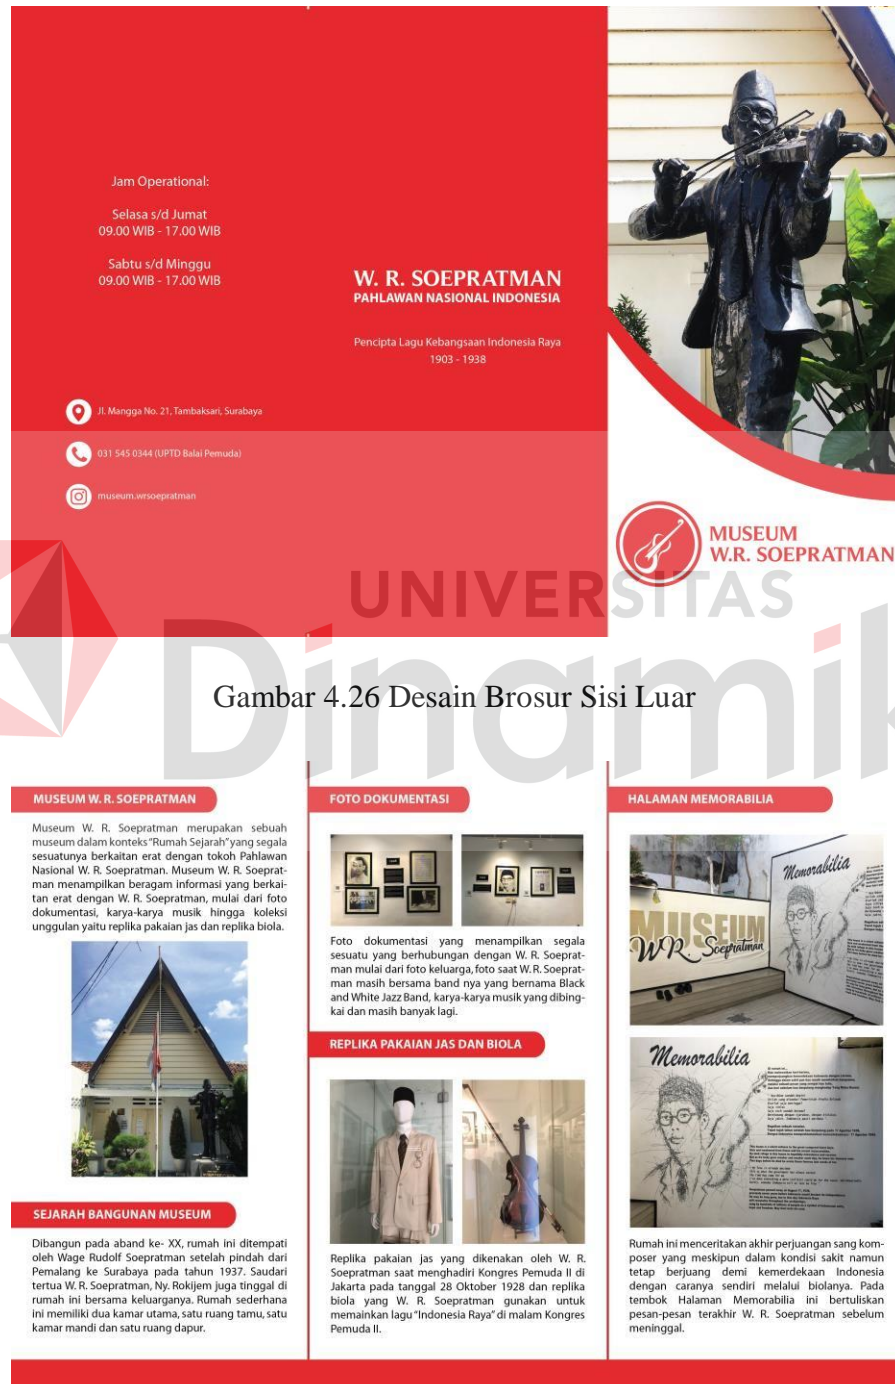 Jam Operational:
Selasa s/d Jumat
09.00 WIB - 17.00 WIB
Sabtu s/d Minggu
09.00 WIB - 17.00 WIB
Jl. Mangga No. 21, Tambaksari, Surabaya
031 545 0344 (UPTD Balai Pemuda)
museum.wrsoepratman
W. R. SOEPRATMAN
PAHLAWAN NASIONAL INDONESIA
Pencipta Lagu Kebangsaan Indonesia Raya
1903 - 1938
MUSEUM
W.R. SOEPRATMAN
UNIVERSITAS
Dinamik
Gambar 4.26 Desain Brosur Sisi Luar
MUSEUM W. R. SOEPRATMAN
Museum W. R. Soepratman merupakan sebuah
museum dalam konteks "Rumah Sejarah" yang segala
sesuatunya berkaitan erat dengan tokoh Pahlawan
Nasional W. R. Soepratman. Museum W. R. Soeprat-
man menampilkan beragam informasi yang berkai-
tan erat dengan W. R. Soepratman, mulai dari foto
dokumentasi, karya-karya musik hingga koleksi
unggulan yaitu replika pakaian jas dan replika biola.
SEJARAH BANGUNAN MUSEUM
Dibangun pada aband ke- XX, rumah ini ditempati
oleh Wage Rudolf Soepratman setelah pindah dari
Pemalang ke Surabaya pada tahun 1937. Saudari
tertua W. R. Soepratman, Ny. Rokijem juga tinggal di
rumah ini bersama keluarganya. Rumah sederhana
ini memiliki dua kamar utama, satu ruang tamu, satu
kamar mandi dan satu ruang dapur.
FOTO DOKUMENTASI
Foto dokumentasi yang menampilkan segala
sesuatu yang berhubungan dengan W. R. Soeprat-
man mulai dari foto keluarga, foto saat W. R. Soeprat-
man masih bersama band nya yang bernama Black
and White Jazz Band, karya-karya musik yang dibing-
kai dan masih banyak lagi.
REPLIKA PAKAIAN JAS DAN BIOLA
Replika pakaian jas yang dikenakan oleh W. R.
Soepratman saat menghadiri Kongres Pemuda II di
Jakarta pada tanggal 28 Oktober 1928 dan replika
biola yang W. R. Soepratman gunakan untuk
memainkan lagu "Indonesia Raya" di malam Kongres
Pemuda II.
HALAMAN MEMORABILIA
Memorabilia
MUSEUM
WR. Soepratman
Memorabilia
Rumah ini menceritakan akhir perjuangan sang kom-
poser yang meskipun dalam kondisi sakit namun
tetap berjuang demi kemerdekaan Indonesia
dengan caranya sendiri melalui biolanya. Pada
tembok Halaman Memorabilia ini bertuliskan
pesan-pesan terakhir W. R. Soepratman sebelum
meninggal.